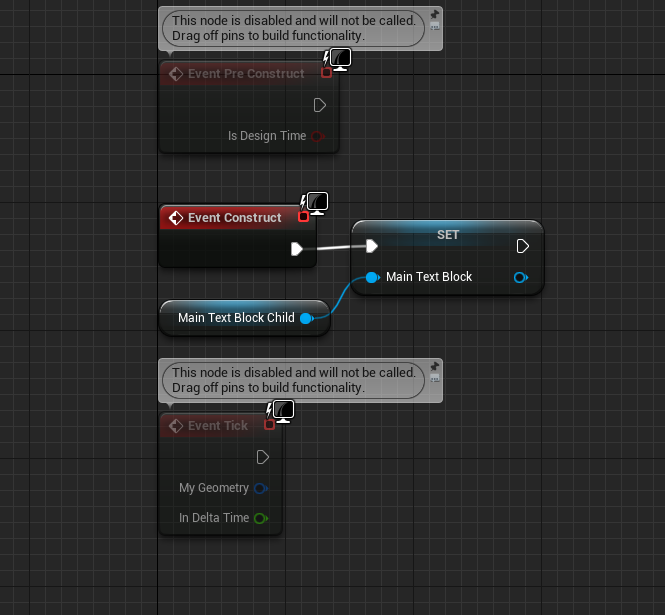 This node is disabled and will not be called.
Drag off pins to build functionality.
Event Pre Construct
Is Design Time
Event Construct
SET
Main Text Block
Main Text Block Child
This node is disabled and will not be called.
Drag off pins to build functionality.
Event Tick
My Geometry
In Delta Time